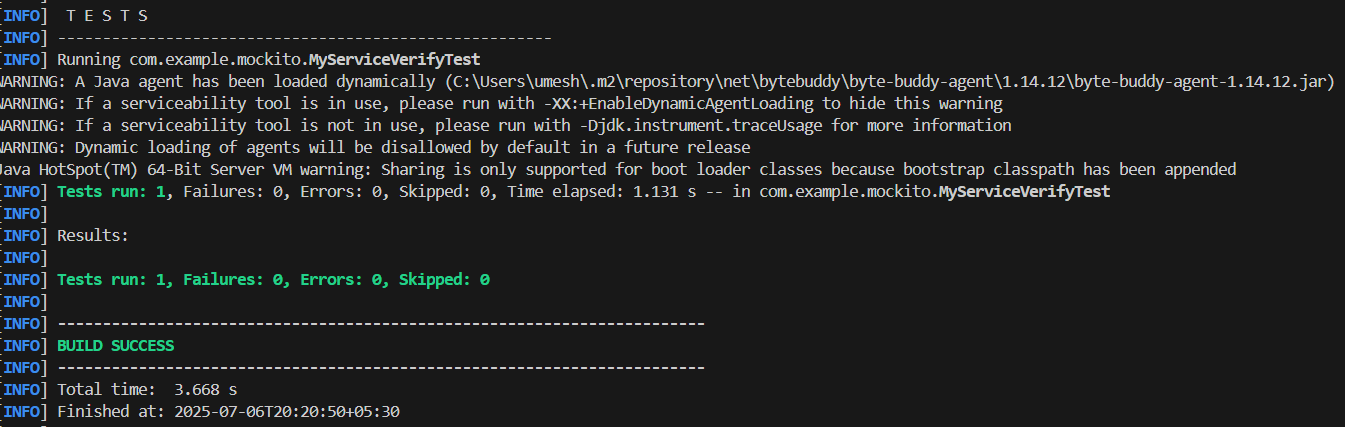 [INFO]  T E S T S
[INFO] -------------------------------------------------------
[INFO] Running com.example.mockito.MyServiceVerifyTest
WARNING: A Java agent has been loaded dynamically (C:\Users\umesh\.m2\repository\net\bytebuddy\byte-buddy-agent\1.14.12\byte-buddy-agent-1.14.12.jar)
WARNING: If a serviceability tool is in use, please run with -XX:+EnableDynamicAgentLoading to hide this warning
WARNING: If a serviceability tool is not in use, please run with -Djdk.instrument.traceUsage for more information
WARNING: Dynamic loading of agents will be disallowed by default in a future release
Java HotSpot(TM) 64-Bit Server VM warning: Sharing is only supported for boot loader classes because bootstrap classpath has been appended
[INFO] Tests run: 1, Failures: 0, Errors: 0, Skipped: 0, Time elapsed: 1.131 s -- in com.example.mockito.MyServiceVerifyTest
[INFO]
[INFO] Results:
[INFO]
[INFO] Tests run: 1, Failures: 0, Errors: 0, Skipped: 0
[INFO]
[INFO] ------------------------------------------------------------------------
[INFO] BUILD SUCCESS
[INFO] ------------------------------------------------------------------------
[INFO] Total time:  3.668 s
[INFO] Finished at: 2025-07-06T20:20:50+05:30